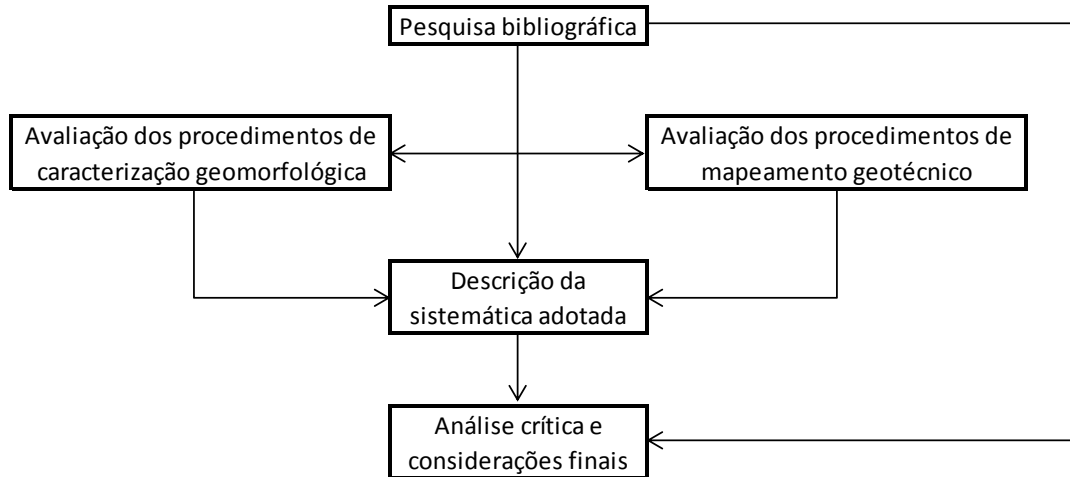 Pesquisa bibliográfica
Avaliação dos procedimentos de
caracterização geomorfológica
Avaliação dos procedimentos de
mapeamento geotécnico
Descrição da
sistemática adotada
Análise crítica e
considerações finais